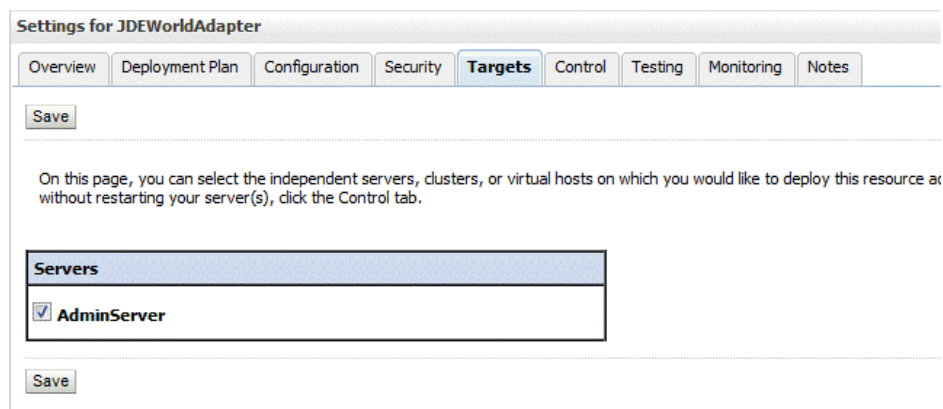 Settings for JDEWorldAdapter
Overview Deployment Plan Configuration Security Targets Control Testing Monitoring Notes
Save
On this page, you can select the independent servers, clusters, or virtual hosts on which you would like to deploy this resource
without restarting your server(s), click the Control tab.
Servers
AdminServer
Save